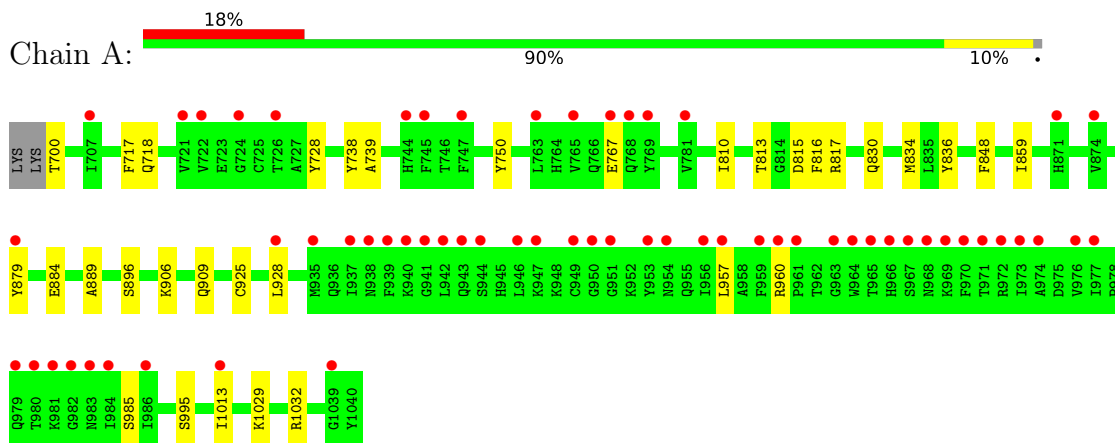 18%
Chain A:
90% 10% •
LYS LYS T700 I707 F717 Q718 V721 V722 E723 G724 C725 T726 A727 Y728 Y738 A739 H744 F745 T746 F747 Y750 L763 H764 V765 Q766 E767 Q768 Y769 V781 I810 T813 G814 D815 F816 R817 Q830 M834 L835 Y836 F848 I859 H871 V874
Y879 E884 A889 S896 K906 Q909 C925 L928 M935 Q936 I937 N938 F939 K940 G941 L942 Q943 S944 H945 L946 K947 K948 C949 G950 G951 K952 Y953 N954 Q955 I956 L957 A958 F959 R960 P961 T962 G963 W964 T965 H966 S967 N968 K969 F970 T971 R972 I973 A974 D975 V976 I977 P978
Q979 T980 K981 G982 N983 I984 S985 I986 S995 I1013 K1029 R1032 G1039 Y1040